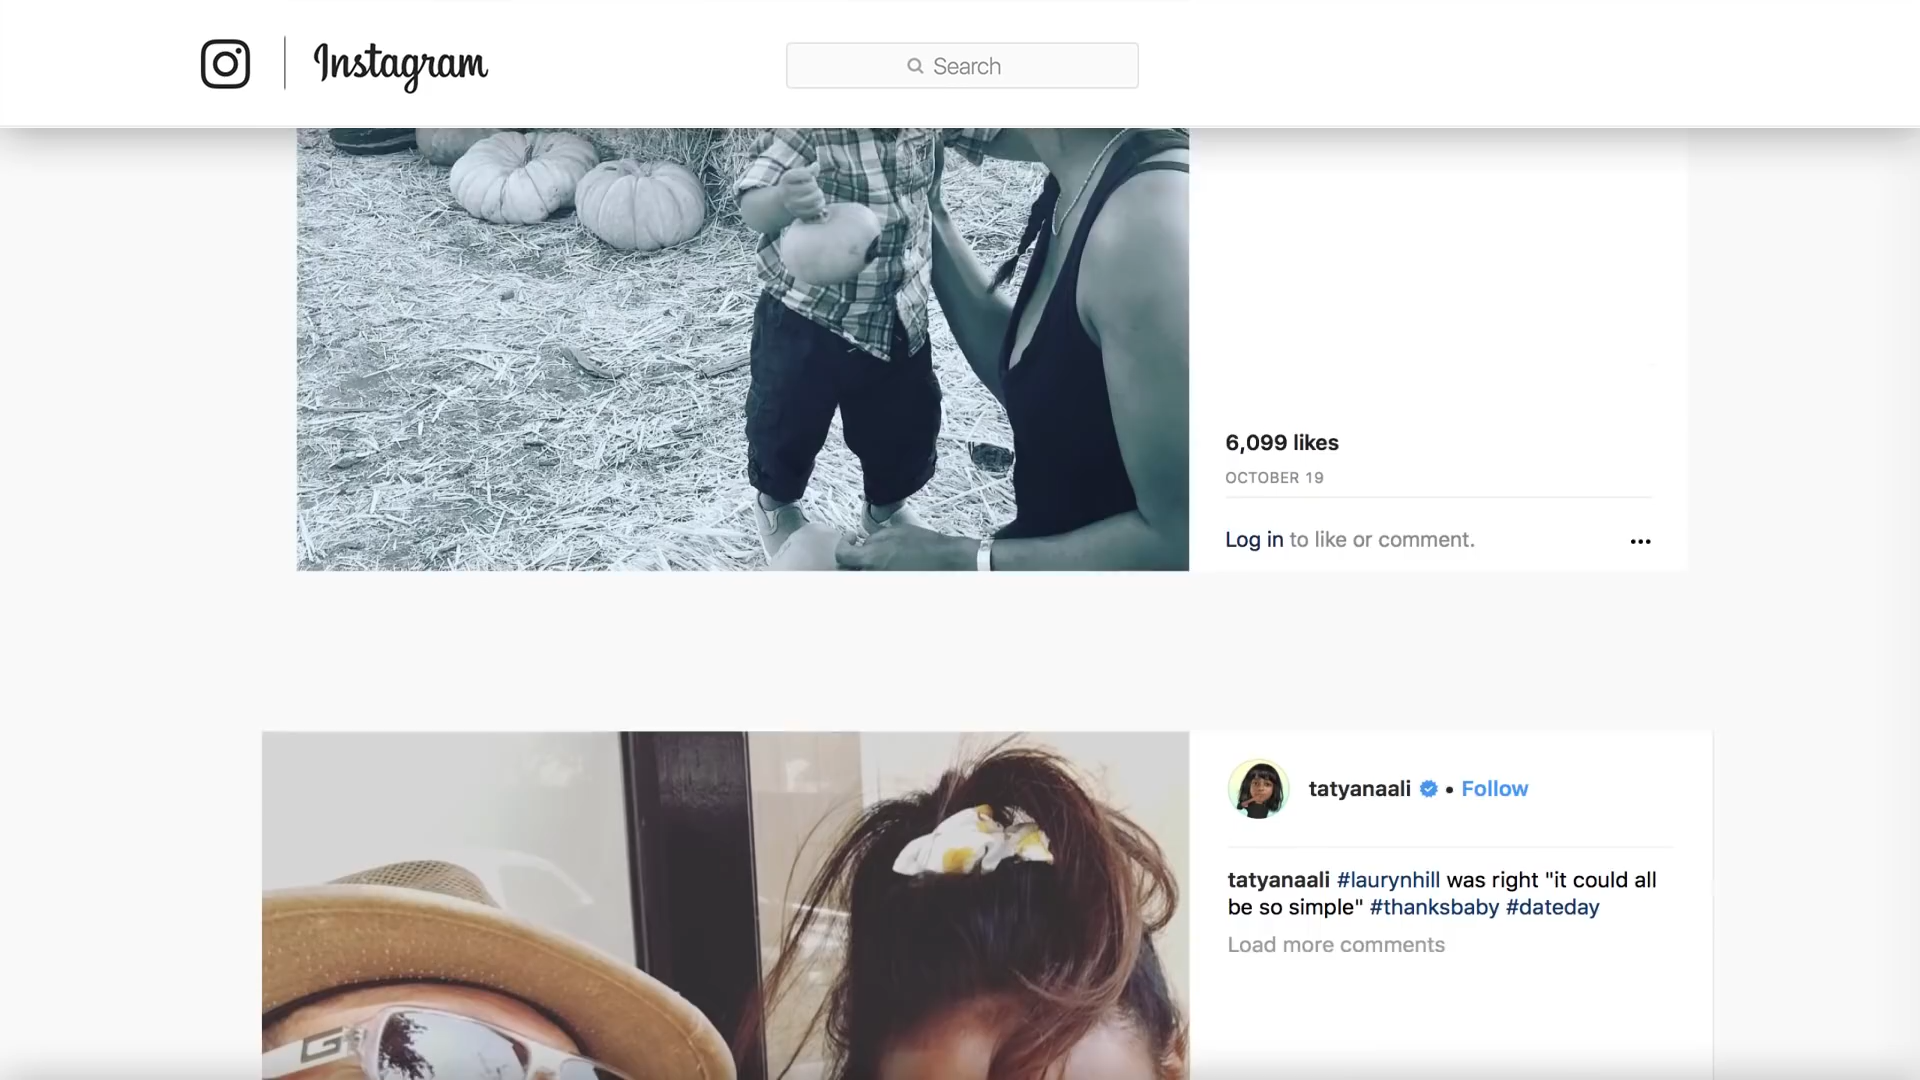 Instagram
Search
6,099 likes
OCTOBER 19
Log in to like or comment.
tatyanaali • Follow
tatyanaali #laurynhill was right "it could all
be so simple" #thanksbaby #dateday
Load more comments
G